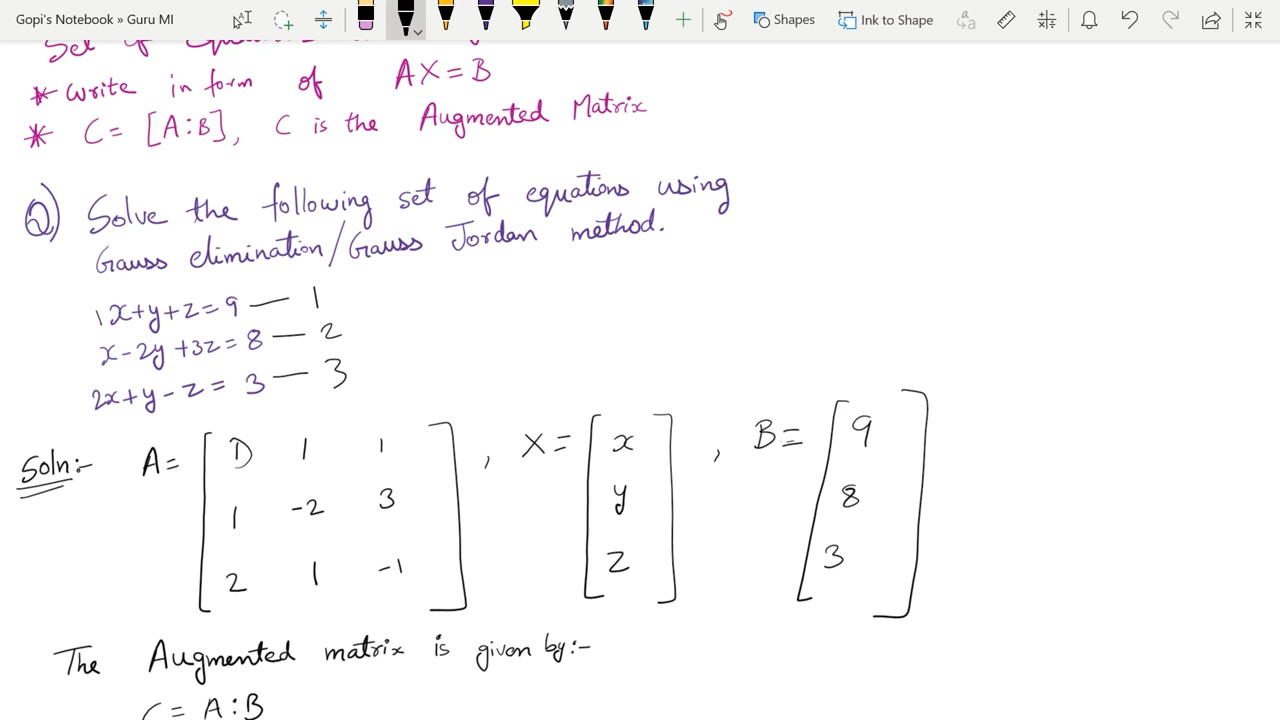 Gopi's Notebook » Guru MI
Shapes
Ink to Shape
Set of
* Write in form of AX = B
* C = [A:B], C is the Augmented Matrix
Q) Solve the following set of equations using
Gauss elimination/Gauss Jordan method.
1x+y+z=9 — 1
x-2y+3z=8 — 2
2x+y-z=3 — 3
Soln:- A= [ 1 1 1 , X= [ x ] , B= [ 9 ]
1 -2 3 y 8
2 1 -1 ] z 3
The Augmented matrix is given by:-
C = A:B